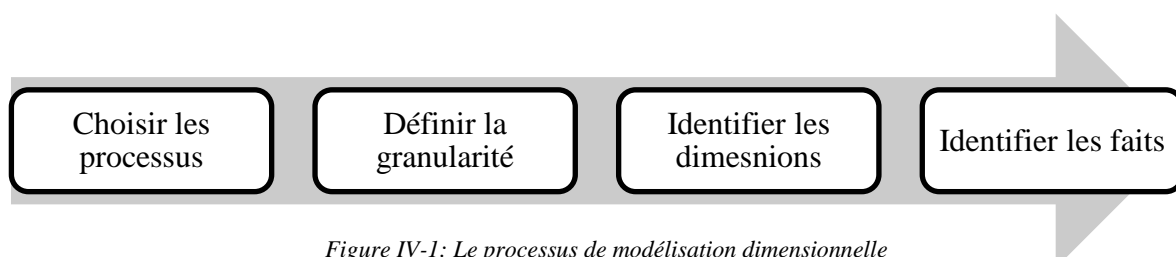 Choisir les
processus
Définir la
granularité
Identifier les
dimesnions
Identifier les faits
Figure IV-1: Le processus de modélisation dimensionnelle